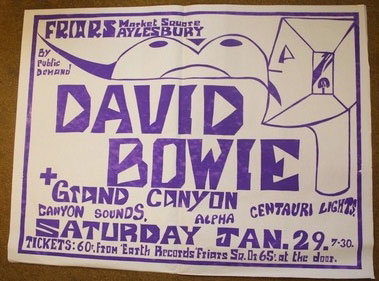 FRIARS Market Square
AYLESBURY
By
Public
Demand
DAVID
BOWIE
+ GRAND CANYON
CANYON SOUNDS, ALPHA CENTAURI LIGHTS,
SATURDAY JAN. 29. 7-30.
TICKETS: 60p. From 'Earth Records' Friars Sq. Or 65p. at the door.